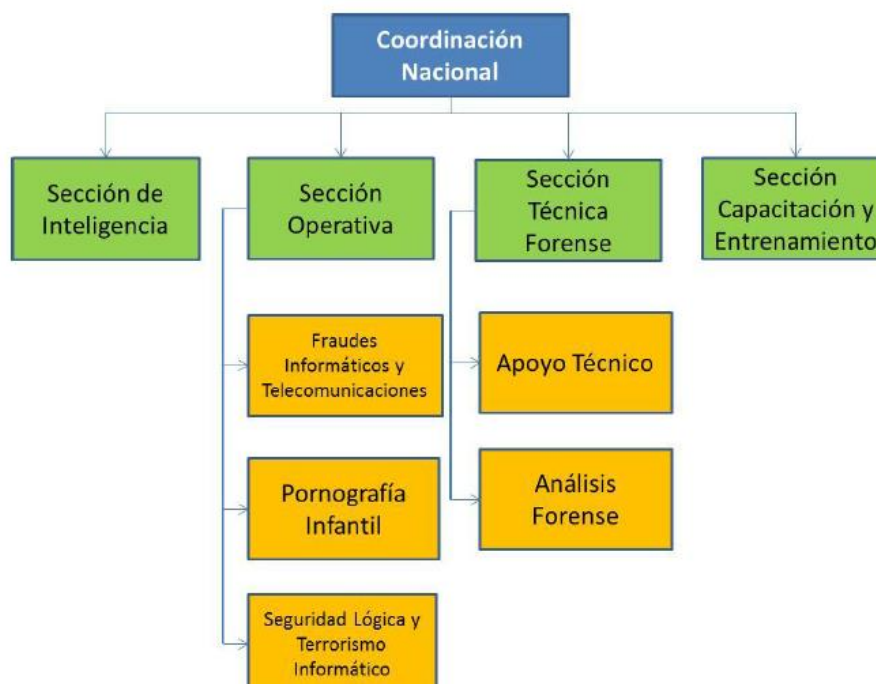 Coordinación
Nacional
Sección de
Inteligencia
Sección
Operativa
Sección
Técnica
Forense
Sección
Capacitación y
Entrenamiento
Fraudes
Informáticos y
Telecomunicaciones
Apoyo Técnico
Pornografía
Infantil
Análisis
Forense
Seguridad Lógica y
Terrorismo
Informático